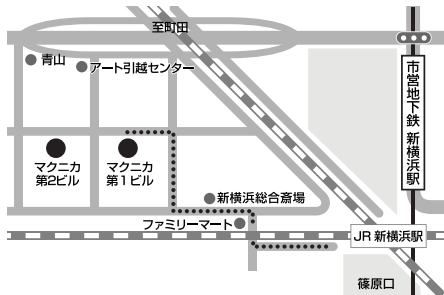 至町田
青山
アート引越センター
市営地下鉄 新横浜駅
マクニカ
第2ビル
マクニカ
第1ビル
新横浜総合斎場
ファミリーマート
JR 新横浜駅
篠原口